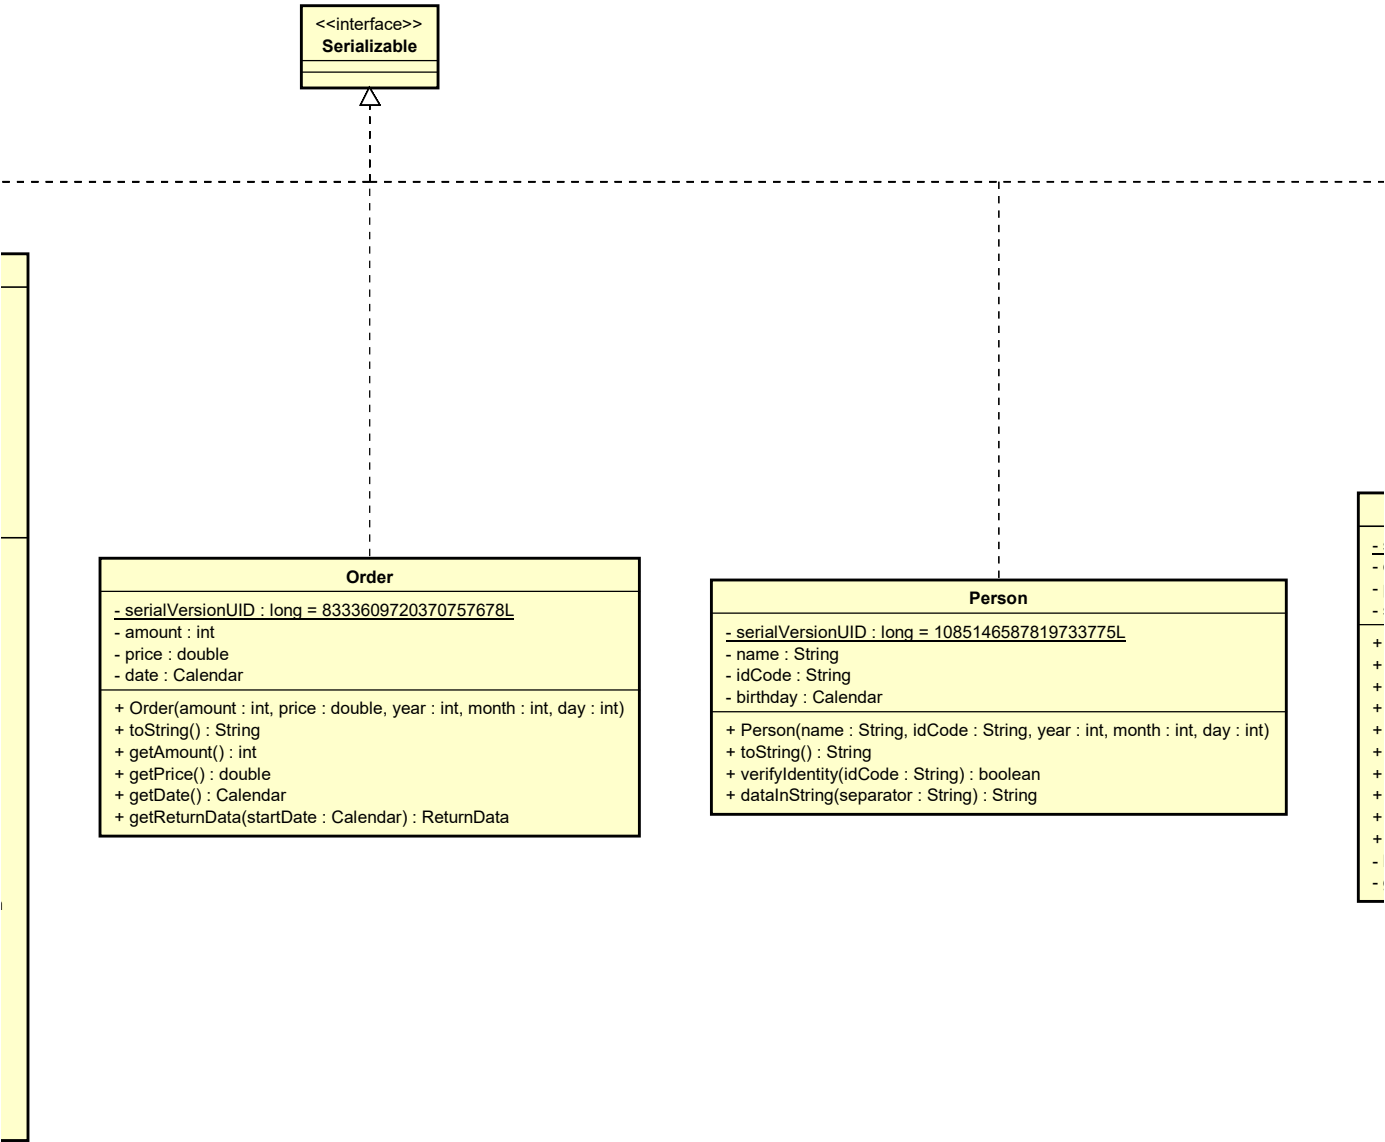 <<interface>>
Serializable
Order
- serialVersionUID : long = 8333609720370757678L
- amount : int
- price : double
- date : Calendar
+ Order(amount : int, price : double, year : int, month : int, day : int)
+ toString() : String
+ getAmount() : int
+ getPrice() : double
+ getDate() : Calendar
+ getReturnData(startDate : Calendar) : ReturnData
Person
- serialVersionUID : long = 1085146587819733775L
- name : String
- idCode : String
- birthday : Calendar
+ Person(name : String, idCode : String, year : int, month : int, day : int)
+ toString() : String
+ verifyIdentity(idCode : String) : boolean
+ dataInString(separator : String) : String
-
-
-
-
+
+
+
+
+
+
+
+
+
+
-
-